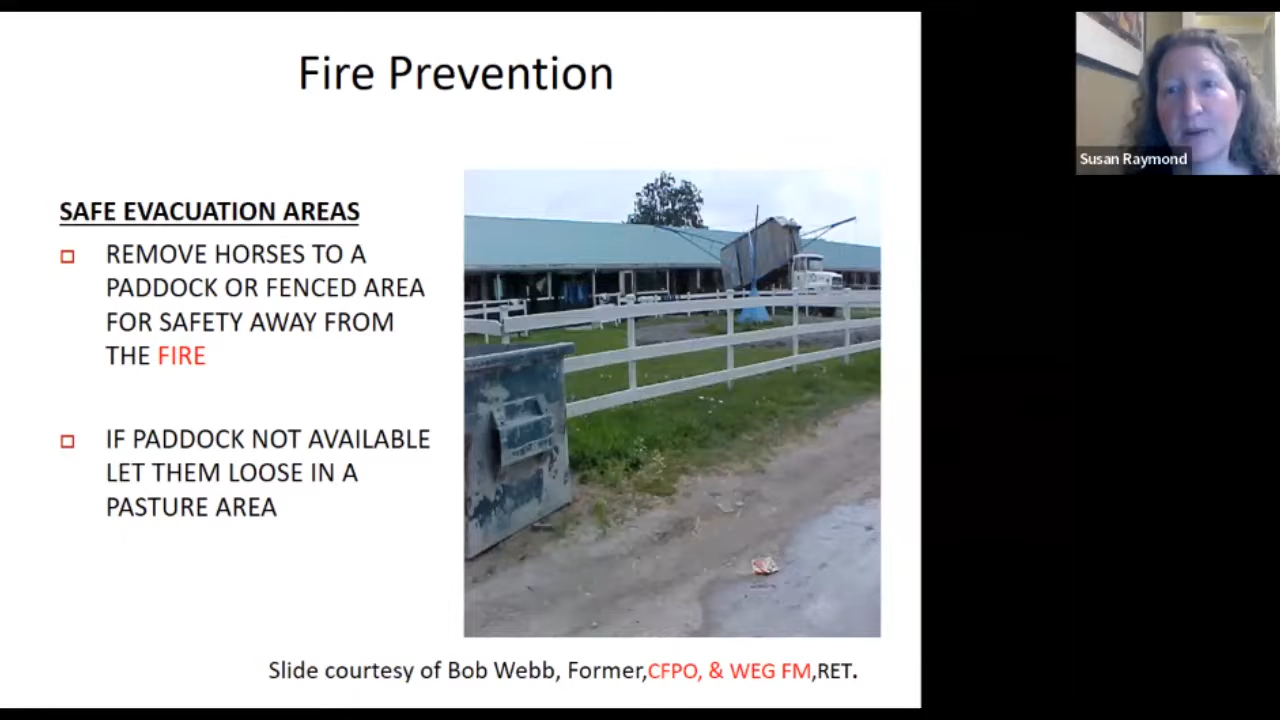 Fire Prevention
Susan Raymond
SAFE EVACUATION AREAS
REMOVE HORSES TO A
PADDOCK OR FENCED AREA
FOR SAFETY AWAY FROM
THE FIRE
IF PADDOCK NOT AVAILABLE
LET THEM LOOSE IN A
PASTURE AREA
Slide courtesy of Bob Webb, Former,CFPO, & WEG FM,RET.